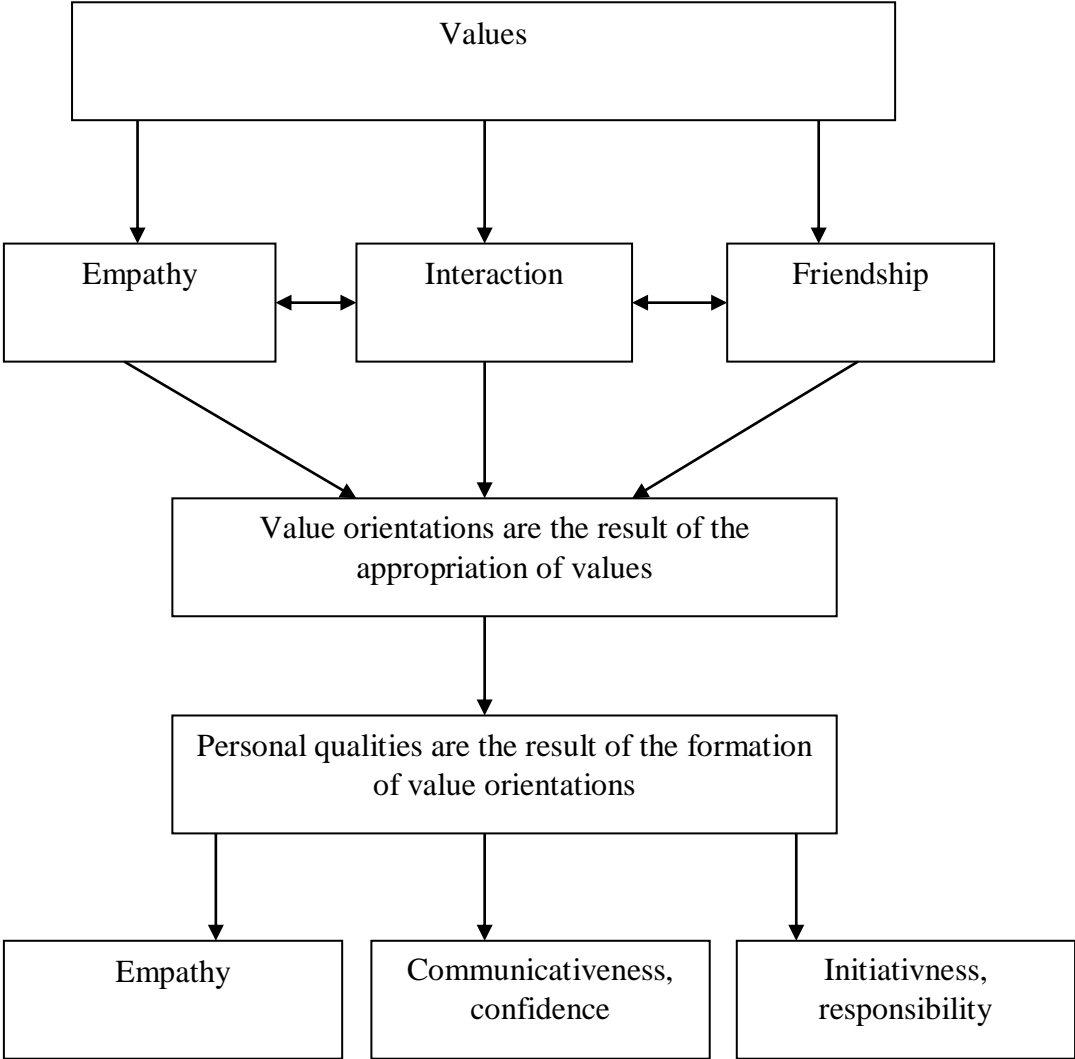 Values
Empathy
Interaction
Friendship
Value orientations are the result of the
appropriation of values
Personal qualities are the result of the formation
of value orientations
Empathy
Communicativeness,
confidence
Initiativness,
responsibility